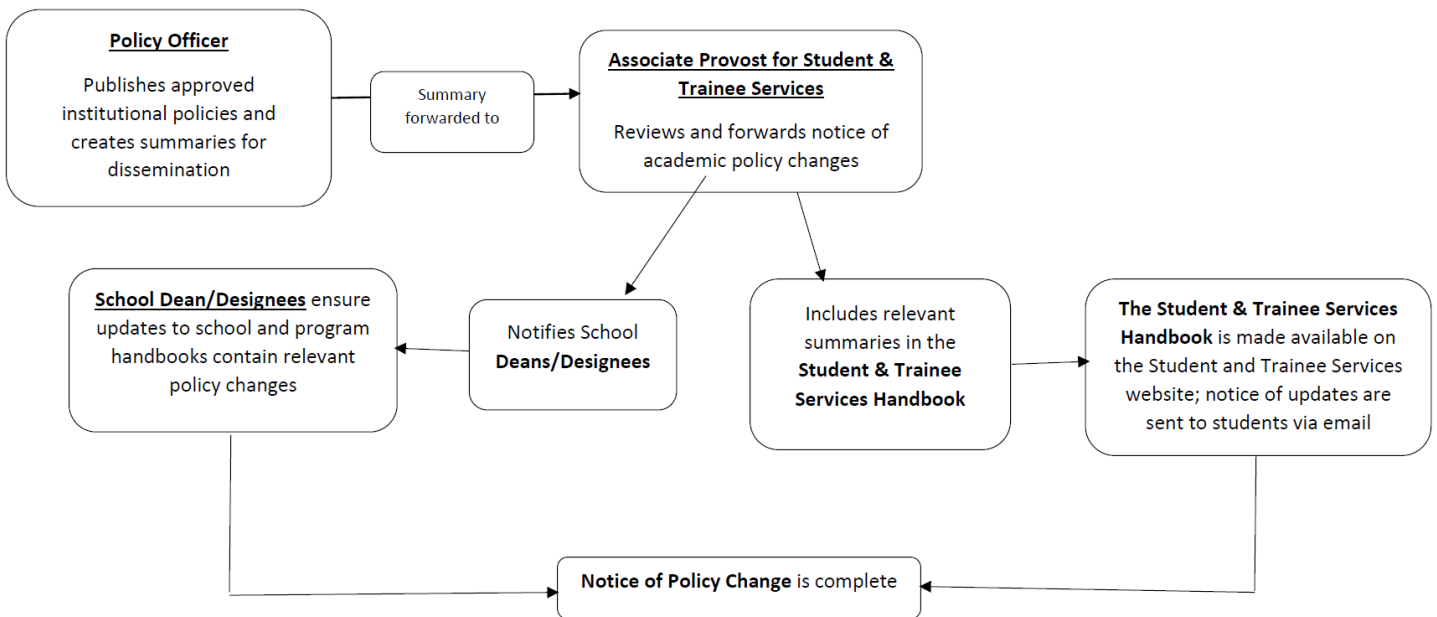 Policy Officer
Publishes approved
institutional policies and
creates summaries for
dissemination
Summary
forwarded to
Associate Provost for Student &
Trainee Services
Reviews and forwards notice of
academic policy changes
School Dean/Designees ensure
updates to school and program
handbooks contain relevant
policy changes
Notifies School
Deans/Designees
Includes relevant
summaries in the
Student & Trainee
Services Handbook
The Student & Trainee Services
Handbook is made available on
the Student and Trainee Services
website; notice of updates are
sent to students via email
Notice of Policy Change is complete